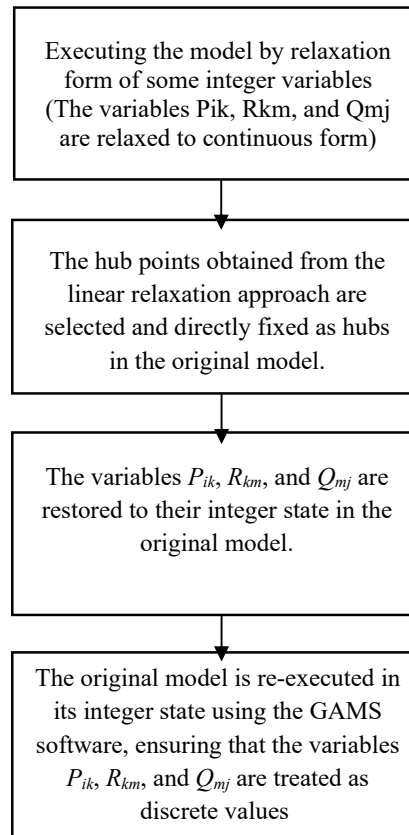 Executing the model by relaxation
form of some integer variables
(The variables Pik, Rkm, and Qmj
are relaxed to continuous form)
The hub points obtained from the
linear relaxation approach are
selected and directly fixed as hubs
in the original model.
The variables Pik, Rkm, and Qmj are
restored to their integer state in the
original model.
The original model is re-executed in
its integer state using the GAMS
software, ensuring that the variables
Pik, Rkm, and Qmj are treated as
discrete values